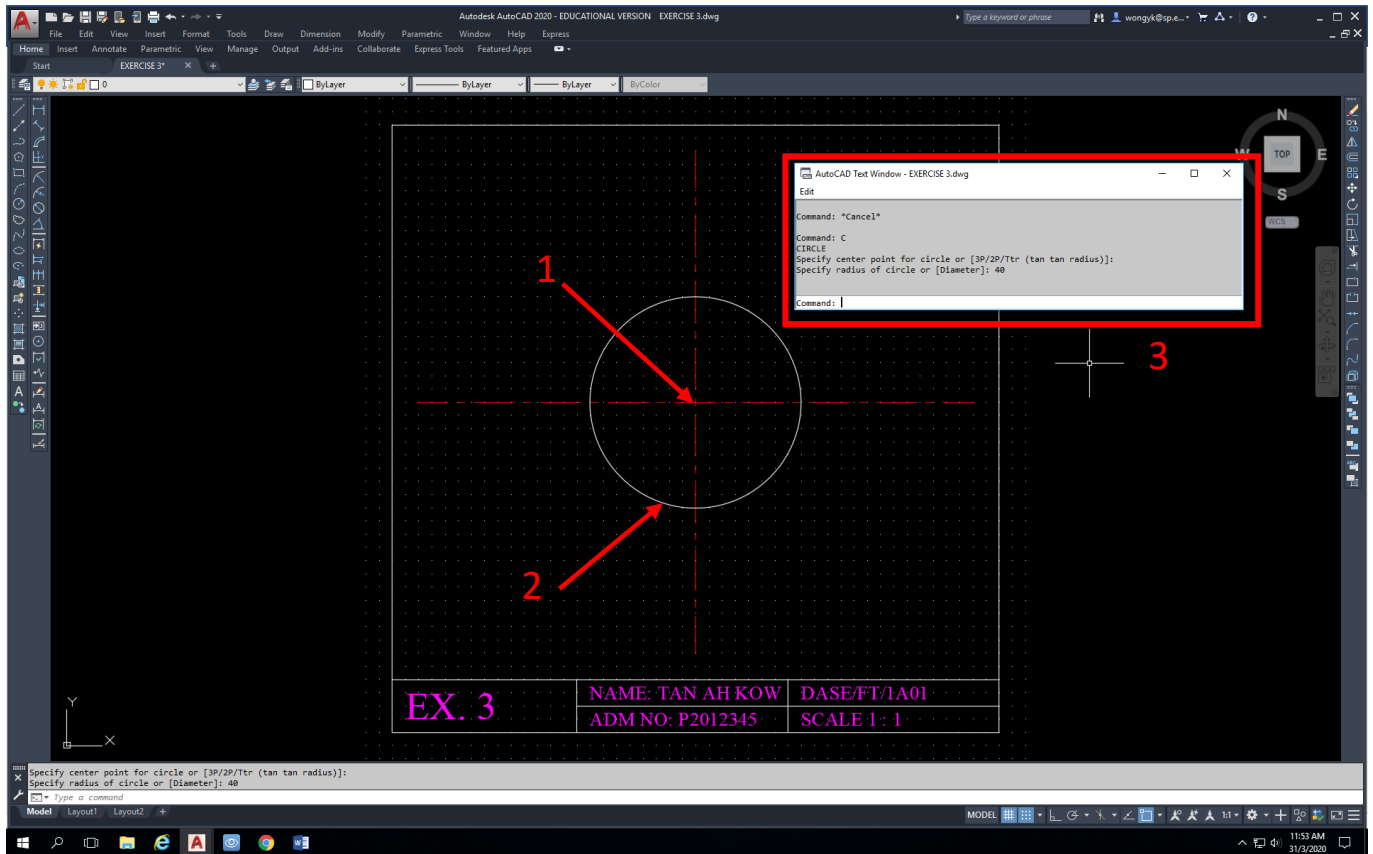 Autodesk AutoCAD 2020 - EDUCATIONAL VERSION EXERCISE 3.dwg
Type a keyword or phrase
wongyk@sp.e...
File Edit View Insert Format Tools Draw Dimension Modify Parametric Window Help Express
Home Insert Annotate Parametric View Manage Output Add-ins Collaborate Express Tools Featured Apps
Start EXERCISE 3*
0 ByLayer ByLayer ByLayer ByColor
N
W TOP E
S
WCS
AutoCAD Text Window - EXERCISE 3.dwg
Edit
Command: *Cancel*
Command: C
CIRCLE
Specify center point for circle or [3P/2P/Ttr (tan tan radius)]:
Specify radius of circle or [Diameter]: 40
Command:
1
3
2
EX. 3
NAME: TAN AH KOW DASE/FT/1A01
ADM NO: P2012345 SCALE 1 : 1
Y
X
Specify center point for circle or [3P/2P/Ttr (tan tan radius)]:
Specify radius of circle or [Diameter]: 40
Type a command
Model Layout1 Layout2 +
MODEL 1:1
11:53 AM
31/3/2020